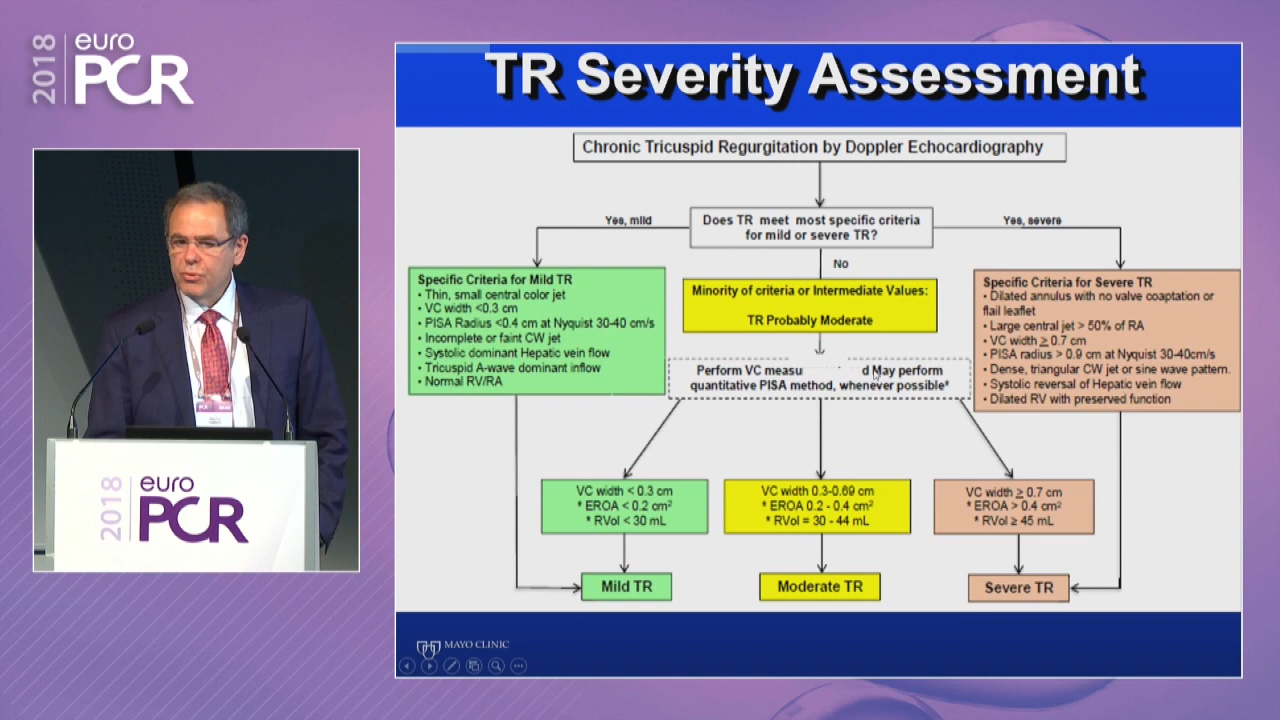 2018
euro
PCR
TR Severity Assessment
Chronic Tricuspid Regurgitation by Doppler Echocardiography
Does TR meet most specific criteria
for mild or severe TR?
Yes, mild
Yes, severe
No
Specific Criteria for Mild TR
• Thin, small central color jet
• VC width <0.3 cm
• PISA Radius <0.4 cm at Nyquist 30-40 cm/s
• Incomplete or faint CW jet
• Systolic dominant Hepatic vein flow
• Tricuspid A-wave dominant inflow
• Normal RV/RA
Minority of criteria or Intermediate Values:
TR Probably Moderate
Specific Criteria for Severe TR
• Dilated annulus with no valve coaptation or
flail leaflet
• Large central jet > 50% of RA
• VC width ≥ 0.7 cm
• PISA radius > 0.9 cm at Nyquist 30-40cm/s
• Dense, triangular CW jet or sine wave pattern.
• Systolic reversal of Hepatic vein flow
• Dilated RV with preserved function
Perform VC May perform
quantitative PISA method, whenever possible*
VC width < 0.3 cm
* EROA < 0.2 cm²
* RVol < 30 mL
VC width 0.3-0.69 cm
* EROA 0.2 - 0.4 cm²
* RVol = 30 - 44 mL
VC width ≥ 0.7 cm
* EROA > 0.4 cm²
* RVol ≥ 45 mL
Mild TR
Moderate TR
Severe TR
MAYO CLINIC
2018
euro
PCR
PCR